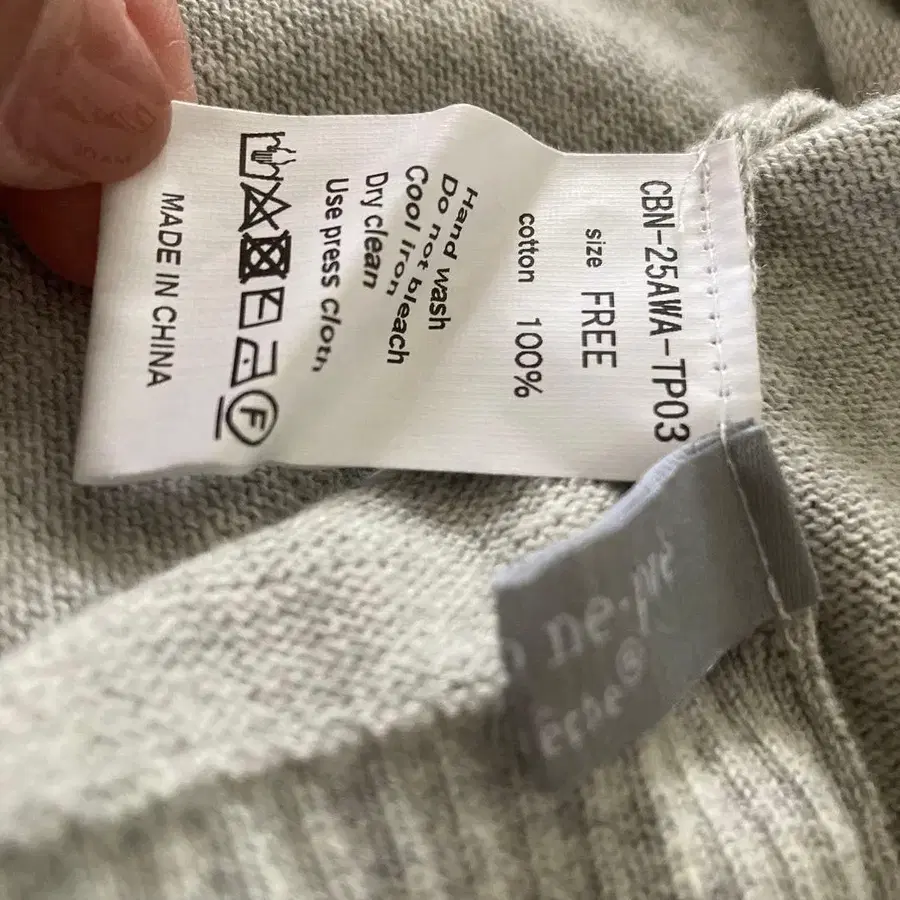 CBN-25AWA-TP03
size FREE
cotton 100%
Hand wash
Do not bleach
Cool iron
Dry clean
Use press cloth,
F
MADE IN CHINA
ne.